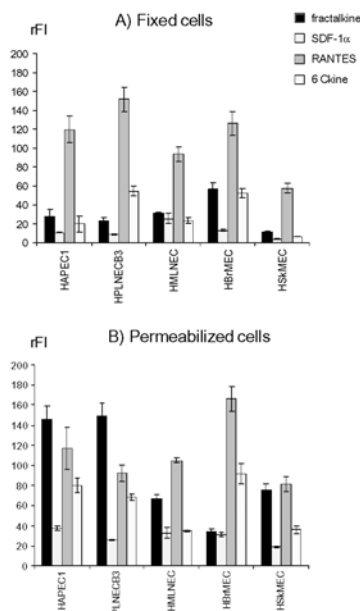 A) Fixed cells
rFI
fractalkine
SDF-1α
RANTES
6 Ckine
200
180
160
140
120
100
80
60
40
20
0
HAPEC1
HPLNECB3
HMLNEC
HBrMEC
HSkMEC
B) Permeabilized cells
rFI
200
180
160
140
120
100
80
60
40
20
0
HAPEC1
PLNECB3
HMLNEC
HBrMEC
HSkMEC